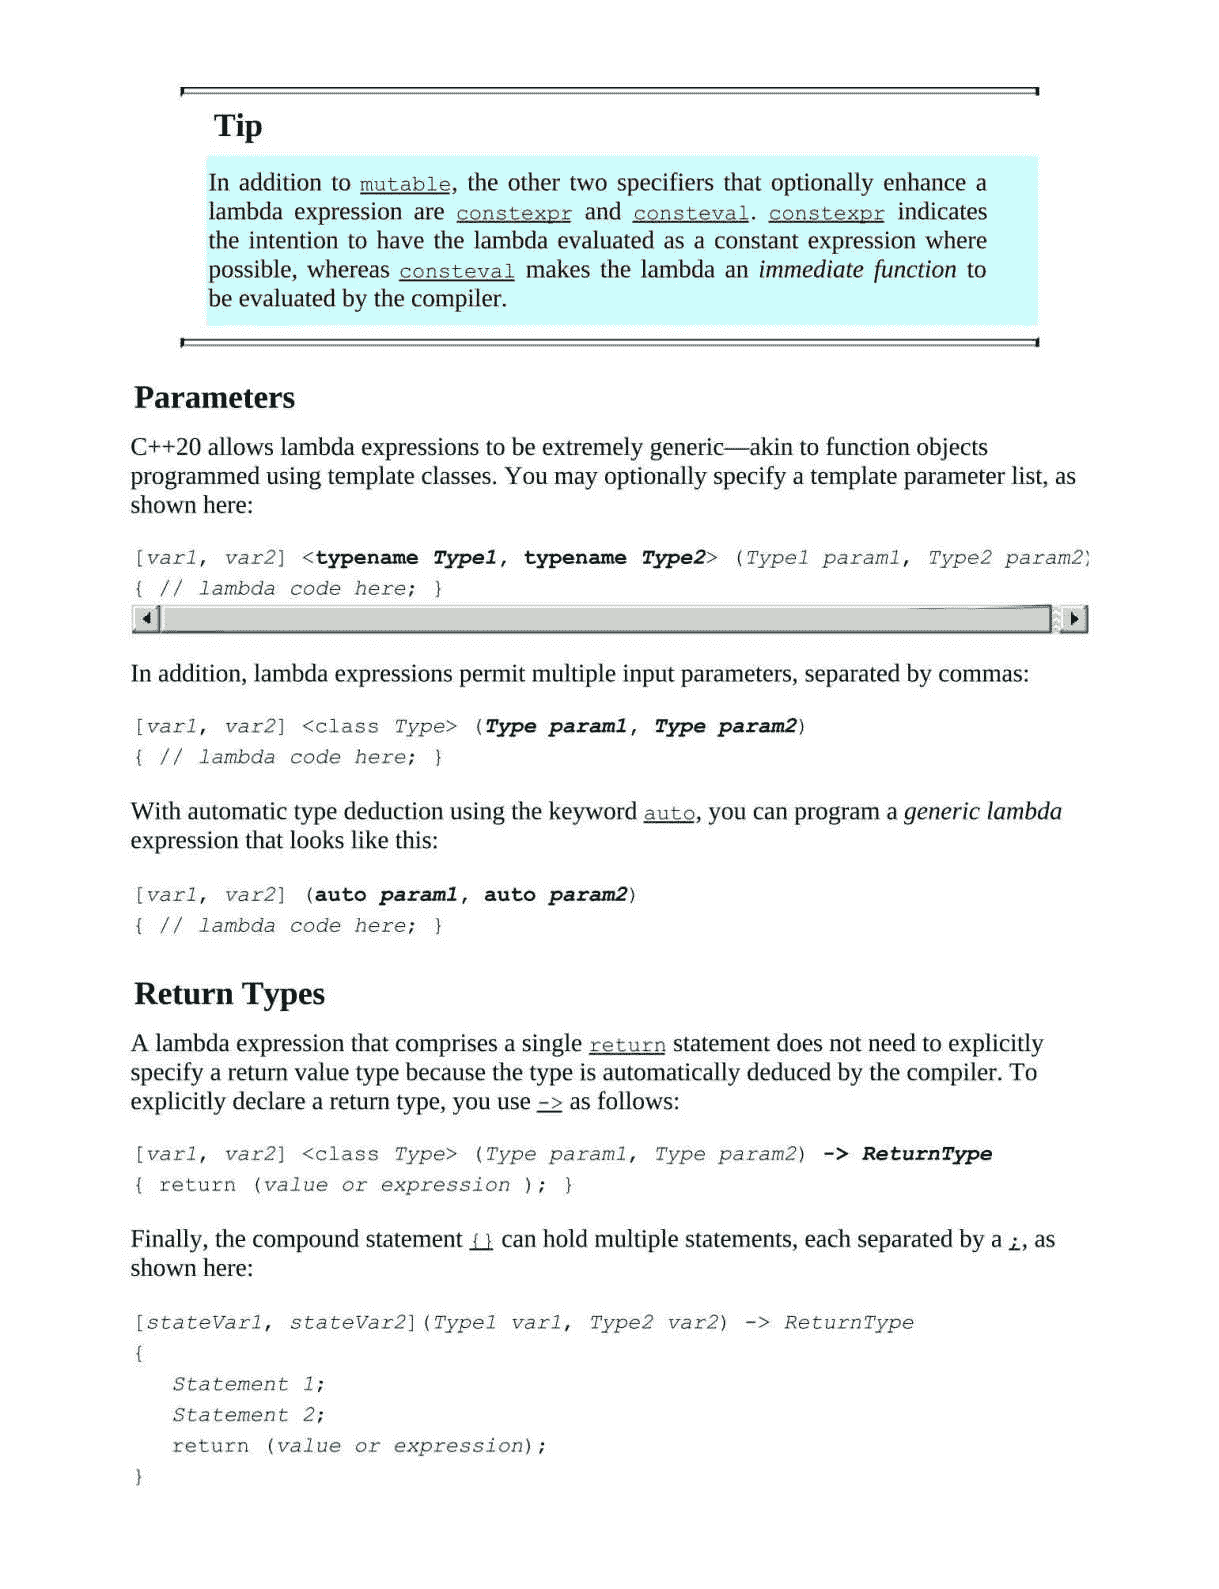 Tip
In addition to mutable, the other two specifiers that optionally enhance a
lambda expression are constexpr and consteval. constexpr indicates
the intention to have the lambda evaluated as a constant expression where
possible, whereas consteval makes the lambda an immediate function to
be evaluated by the compiler.
Parameters
C++20 allows lambda expressions to be extremely generic—akin to function objects
programmed using template classes. You may optionally specify a template parameter list, as
shown here:
[var1, var2] <typename Type1, typename Type2> (Type1 param1, Type2 param2)
{ // lambda code here; }
In addition, lambda expressions permit multiple input parameters, separated by commas:
[var1, var2] <class Type> (Type param1, Type param2)
{ // lambda code here; }
With automatic type deduction using the keyword auto, you can program a generic lambda
expression that looks like this:
[var1, var2] (auto param1, auto param2)
{ // lambda code here; }
Return Types
A lambda expression that comprises a single return statement does not need to explicitly
specify a return value type because the type is automatically deduced by the compiler. To
explicitly declare a return type, you use -> as follows:
[var1, var2] <class Type> (Type param1, Type param2) -> ReturnType
{ return (value or expression ); }
Finally, the compound statement {} can hold multiple statements, each separated by a ;, as
shown here:
[stateVar1, stateVar2](Type1 var1, Type2 var2) -> ReturnType
{
Statement 1;
Statement 2;
return (value or expression);
}